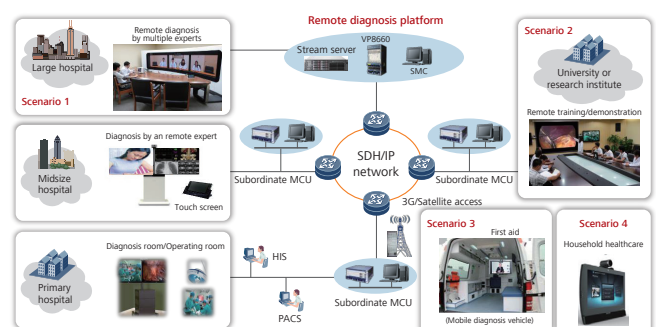 Remote diagnosis platform
Stream server
VP8660
SMC
Remote diagnosis
by multiple experts
Large hospital
Scenario 1
Scenario 2
University or
research institute
Remote training/demonstration
Diagnosis by an remote expert
Midsize
hospital
Touch screen
Subordinate MCU
SDH/IP
network
Subordinate MCU
3G/Satellite access
Diagnosis room/Operating room
Primary
hospital
HIS
PACS
Subordinate MCU
Scenario 3
First aid
(Mobile diagnosis vehicle)
Scenario 4
Household healthcare